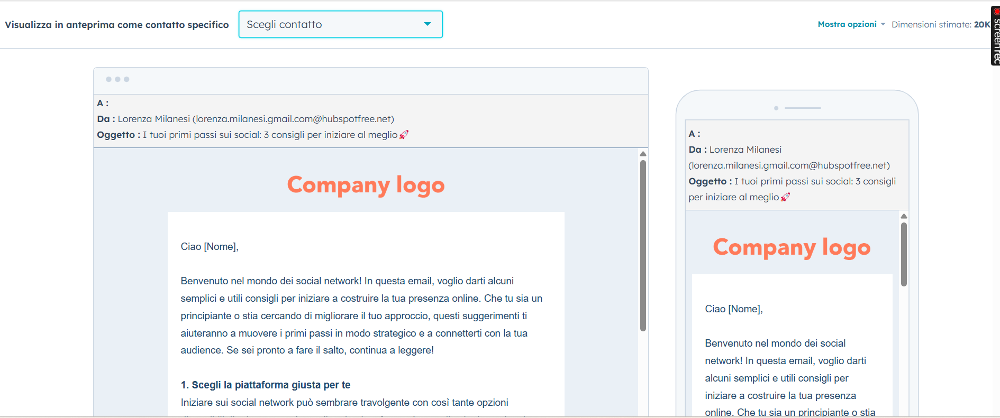 Visualizza in anteprima come contatto specifico
Scegli contatto
Mostra opzioni
Dimensioni stimate: 20K
screenrec
A :
Da : Lorenza Milanesi (lorenza.milanesi.gmail.com@hubspotfree.net)
Oggetto : I tuoi primi passi sui social: 3 consigli per iniziare al meglio🚀
Company logo
Ciao [Nome],
Benvenuto nel mondo dei social network! In questa email, voglio darti alcuni
semplici e utili consigli per iniziare a costruire la tua presenza online. Che tu sia un
principiante o stia cercando di migliorare il tuo approccio, questi suggerimenti ti
aiuteranno a muovere i primi passi in modo strategico e a connetterti con la tua
audience. Se sei pronto a fare il salto, continua a leggere!
1. Scegli la piattaforma giusta per te
Iniziare sui social network può sembrare travolgente con così tante opzioni
A :
Da : Lorenza Milanesi
(lorenza.milanesi.gmail.com@hubspotfree.net)
Oggetto : I tuoi primi passi sui social: 3 consigli
per iniziare al meglio🚀
Company logo
Ciao [Nome],
Benvenuto nel mondo dei social
network! In questa email, voglio darti
alcuni semplici e utili consigli per
iniziare a costruire la tua presenza
online. Che tu sia un principiante o stia